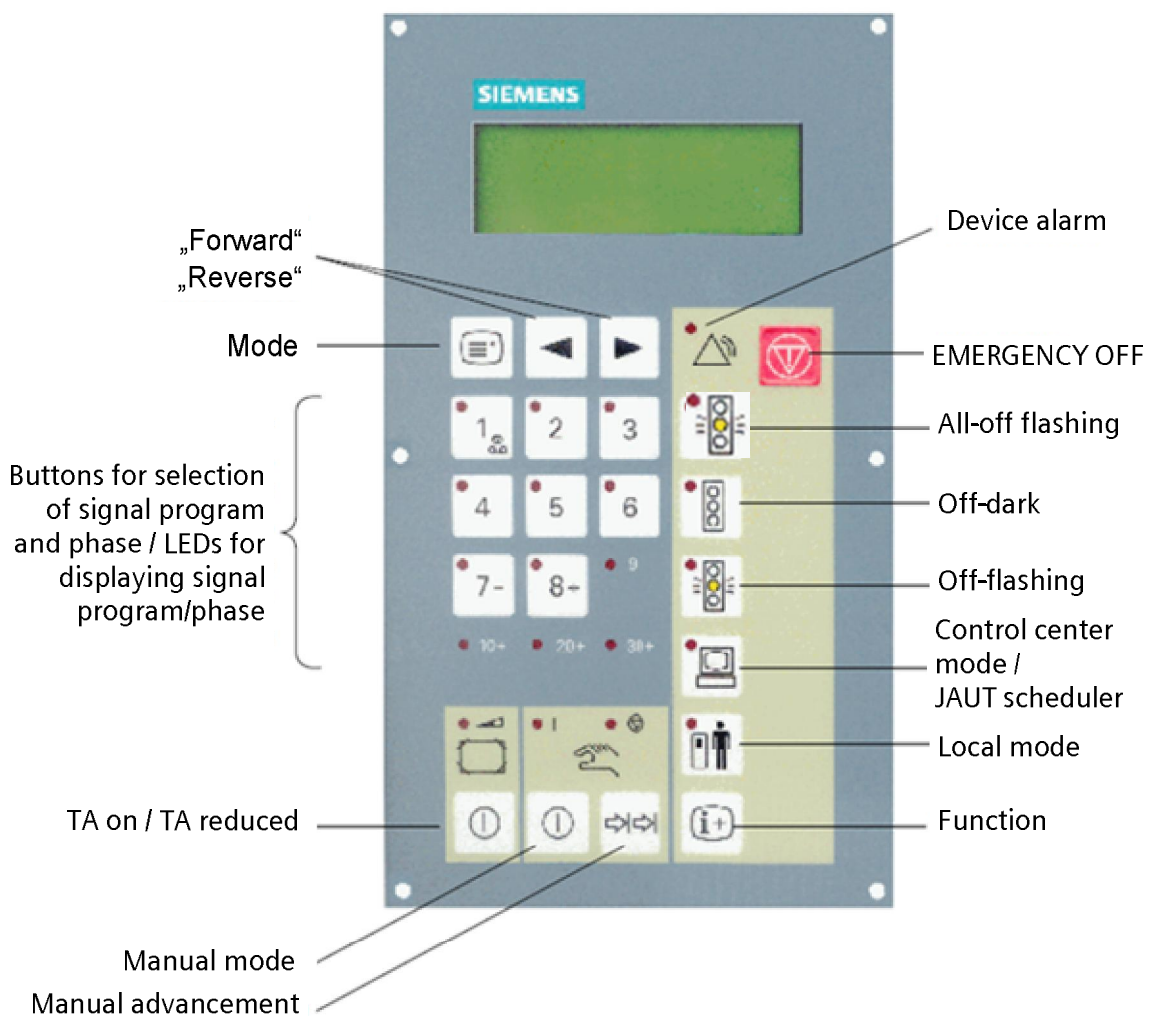 SIEMENS
Device alarm
„Forward“
„Reverse“
Mode
EMERGENCY OFF
All-off flashing
1
2
3
Buttons for selection
of signal program
and phase / LEDs for
displaying signal
program/phase
4
5
6
Off-dark
7-
8+
9
Off-flashing
10+
20+
30+
Control center
mode /
JAUT scheduler
I
Local mode
TA on / TA reduced
i+
Function
Manual mode
Manual advancement